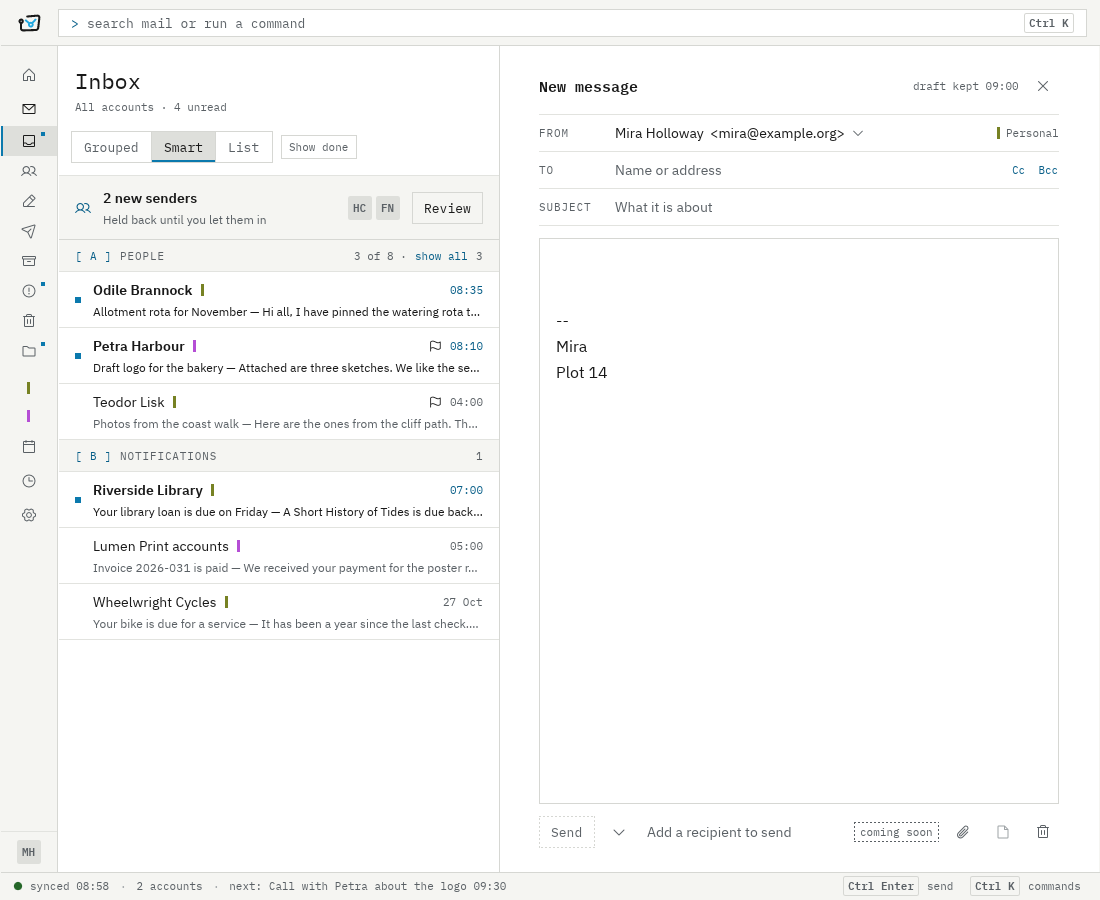 > search mail or run a command
Ctrl K
Inbox
All accounts · 4 unread
Grouped
Smart
List
Show done
2 new senders
Held back until you let them in
HC
FN
Review
[ A ] PEOPLE
3 of 8 · show all 3
Odile Brannock
08:35
Allotment rota for November — Hi all, I have pinned the watering rota t…
Petra Harbour
08:10
Draft logo for the bakery — Attached are three sketches. We like the se…
Teodor Lisk
04:00
Photos from the coast walk — Here are the ones from the cliff path. Th…
[ B ] NOTIFICATIONS
1
Riverside Library
07:00
Your library loan is due on Friday — A Short History of Tides is due back…
Lumen Print accounts
05:00
Invoice 2026-031 is paid — We received your payment for the poster r…
Wheelwright Cycles
27 Oct
Your bike is due for a service — It has been a year since the last check.…
New message
draft kept 09:00
FROM
Mira Holloway <mira@example.org>
Personal
TO
Name or address
Cc
Bcc
SUBJECT
What it is about
--
Mira
Plot 14
Send
Add a recipient to send
coming soon
MH
synced 08:58 · 2 accounts · next: Call with Petra about the logo 09:30
Ctrl Enter send
Ctrl K commands